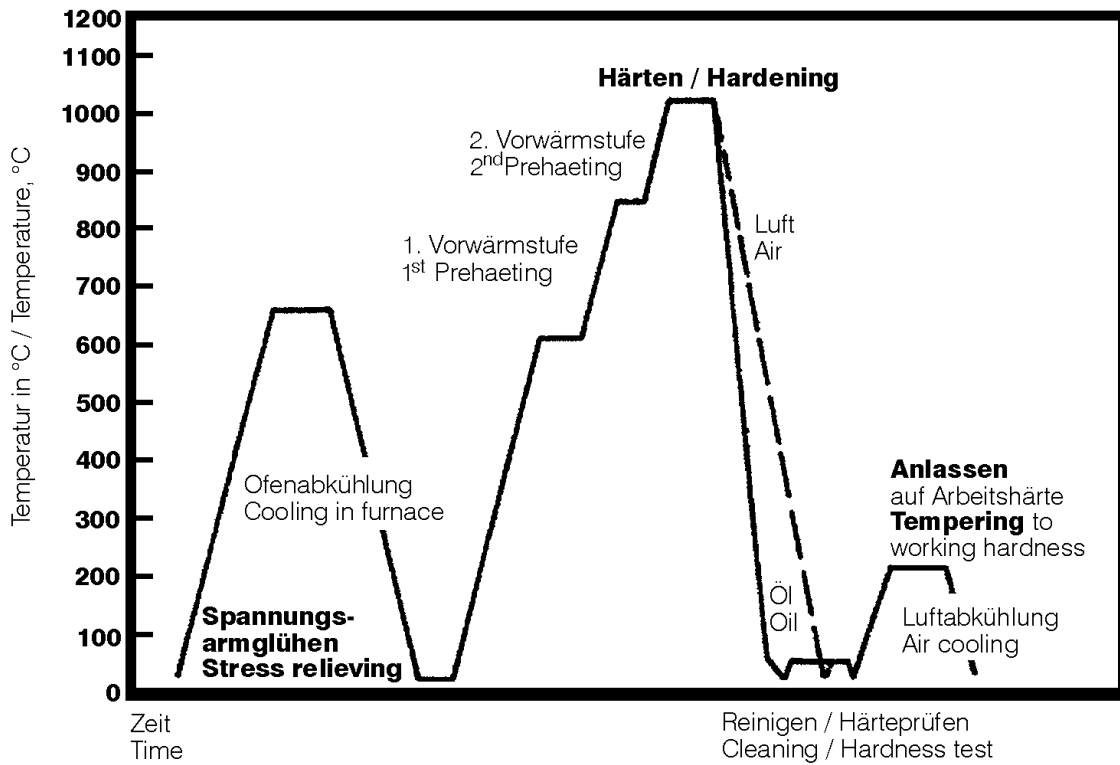 Temperatur in °C / Temperature, °C
1200
1100
1000
900
800
700
600
500
400
300
200
100
0
Härten / Hardening
2. Vorwärmstufe
2nd Prehaeting
1. Vorwärmstufe
1st Prehaeting
Luft
Air
Ofenabkühlung
Cooling in furnace
Anlassen
auf Arbeitshärte
Tempering to
working hardness
Spannungs-
armglühen
Stress relieving
Öl
Oil
Luftabkühlung
Air cooling
Zeit
Time
Reinigen / Härteprüfen
Cleaning / Hardness test